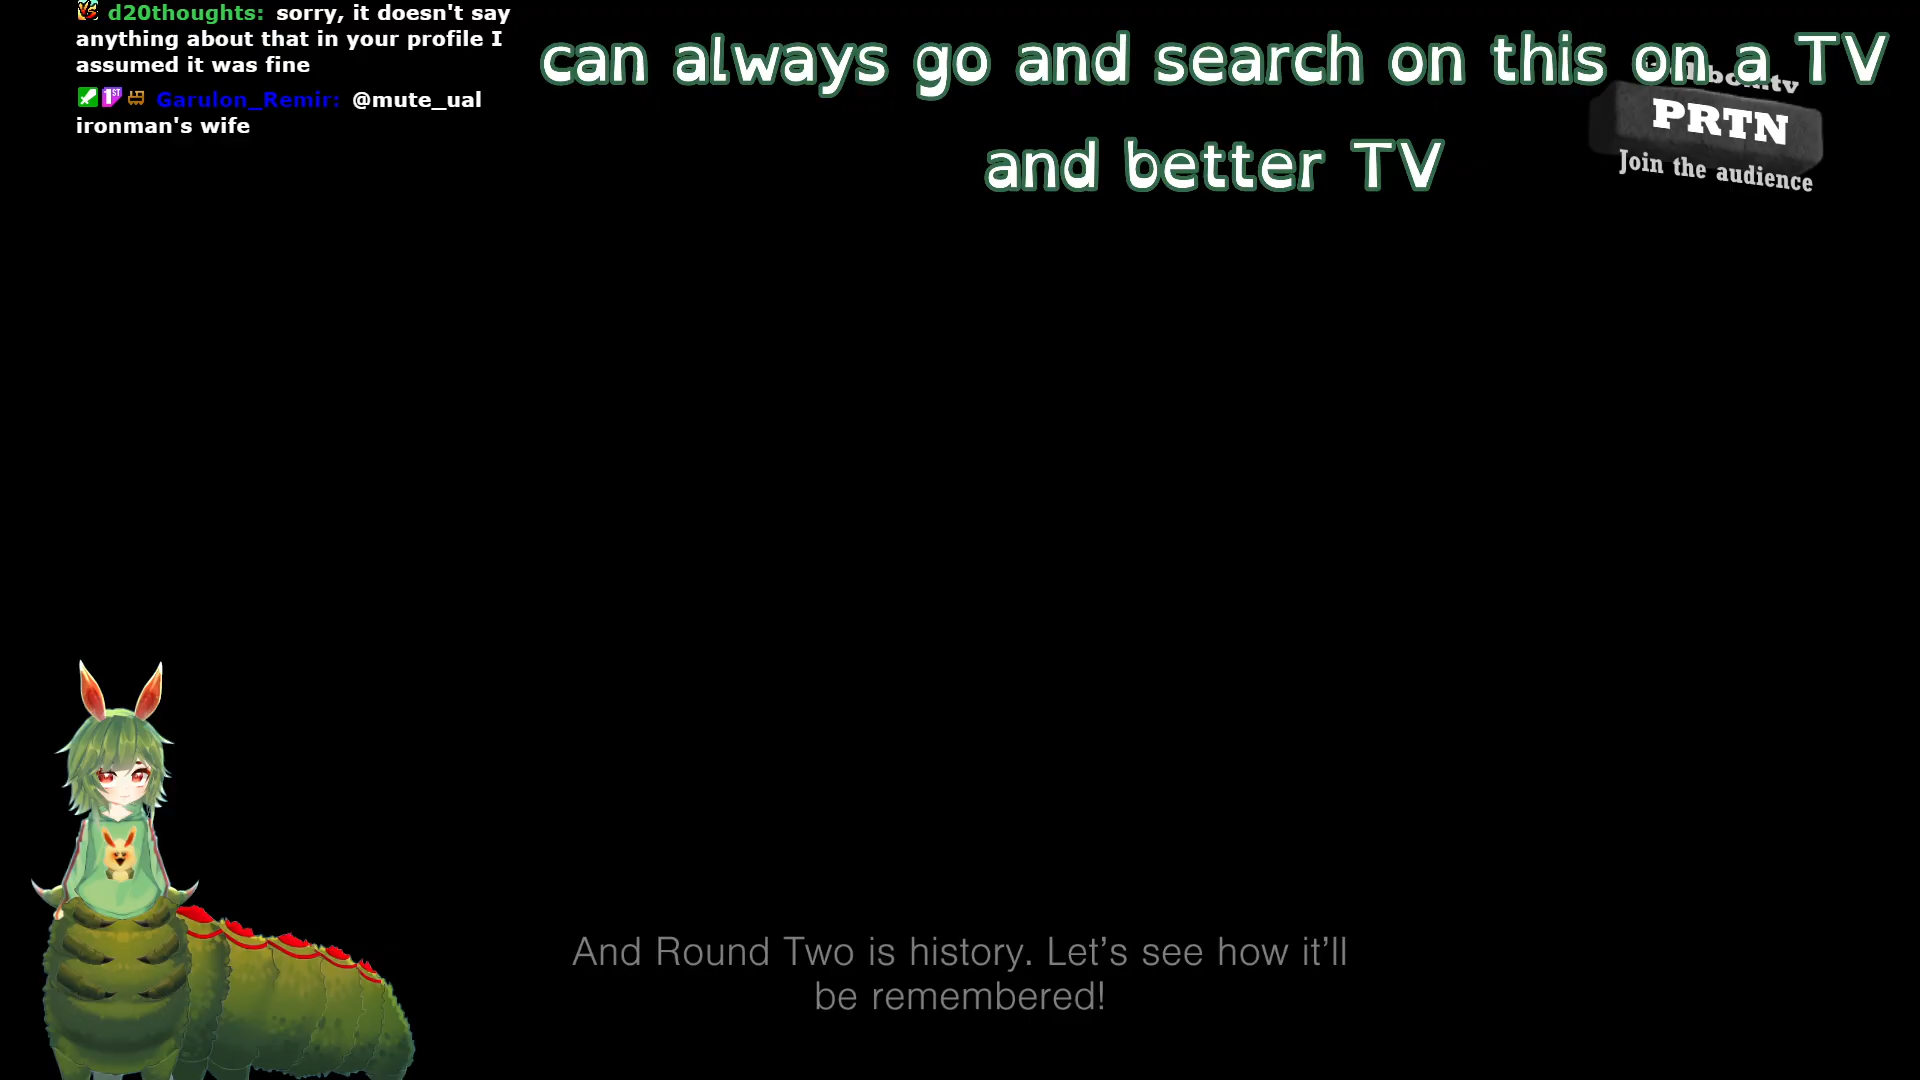 d20thoughts: sorry, it doesn't say
anything about that in your profile I
assumed it was fine
Garulon_Remir: @mute_ual
ironman's wife
can always go and search on this on a TV
and better TV
PRTN
Join the audience
And Round Two is history. Let’s see how it’ll
be remembered!